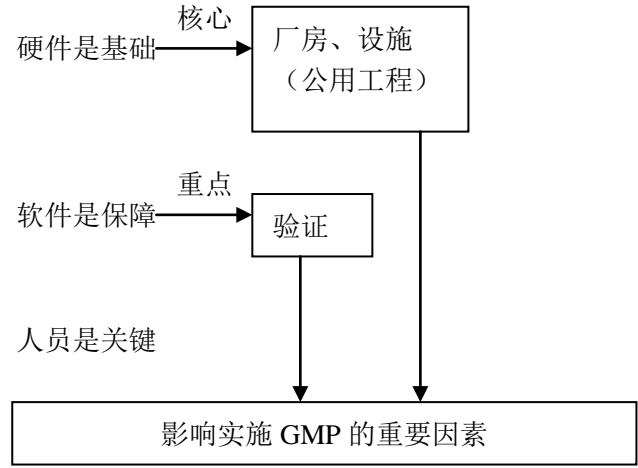 核心
硬件是基础
厂房、设施
（公用工程）
重点
软件是保障
验证
人员是关键
影响实施 GMP 的重要因素